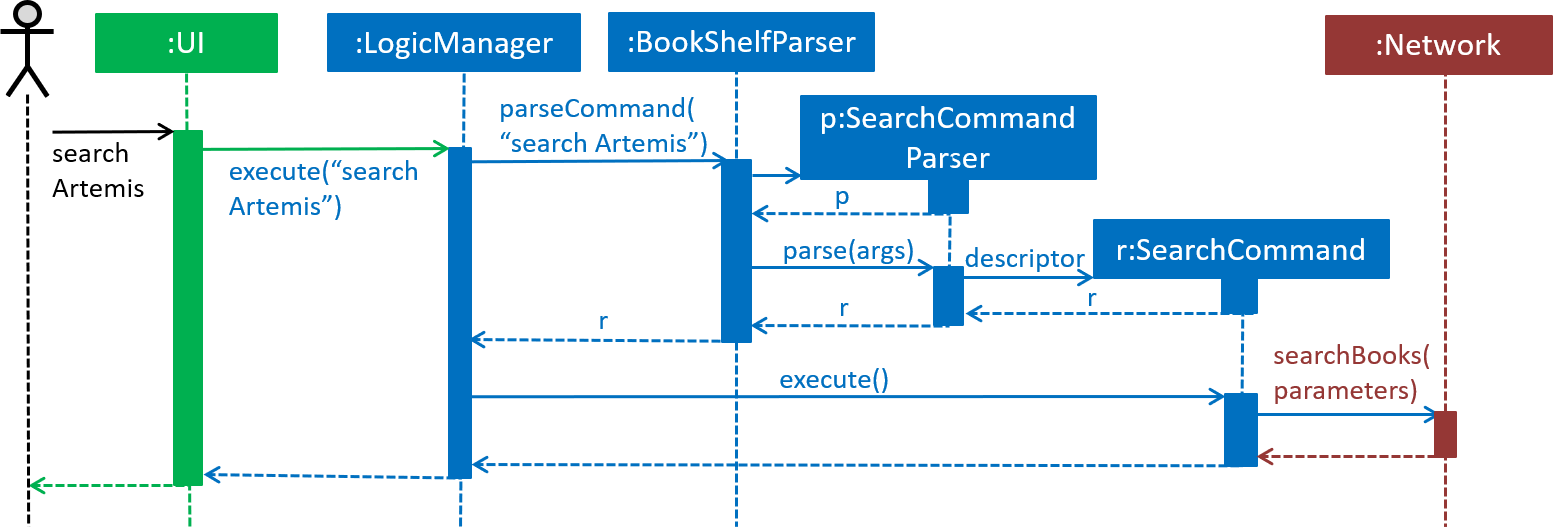 :UI
:LogicManager
:BookShelfParser
:Network
parseCommand(
“search Artemis”)
p:SearchCommand
Parser
search
Artemis
execute(“search
Artemis”)
p
parse(args)
descriptor
r:SearchCommand
r
r
r
searchBooks(
parameters)
execute()